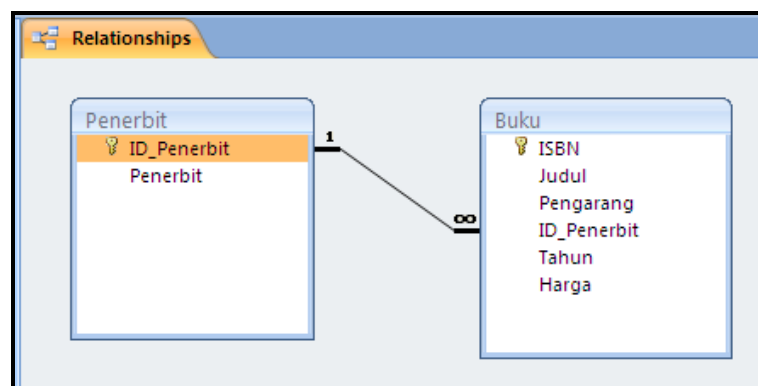 Relationships
Penerbit
ID_Penerbit
Penerbit
1
∞
Buku
ISBN
Judul
Pengarang
ID_Penerbit
Tahun
Harga